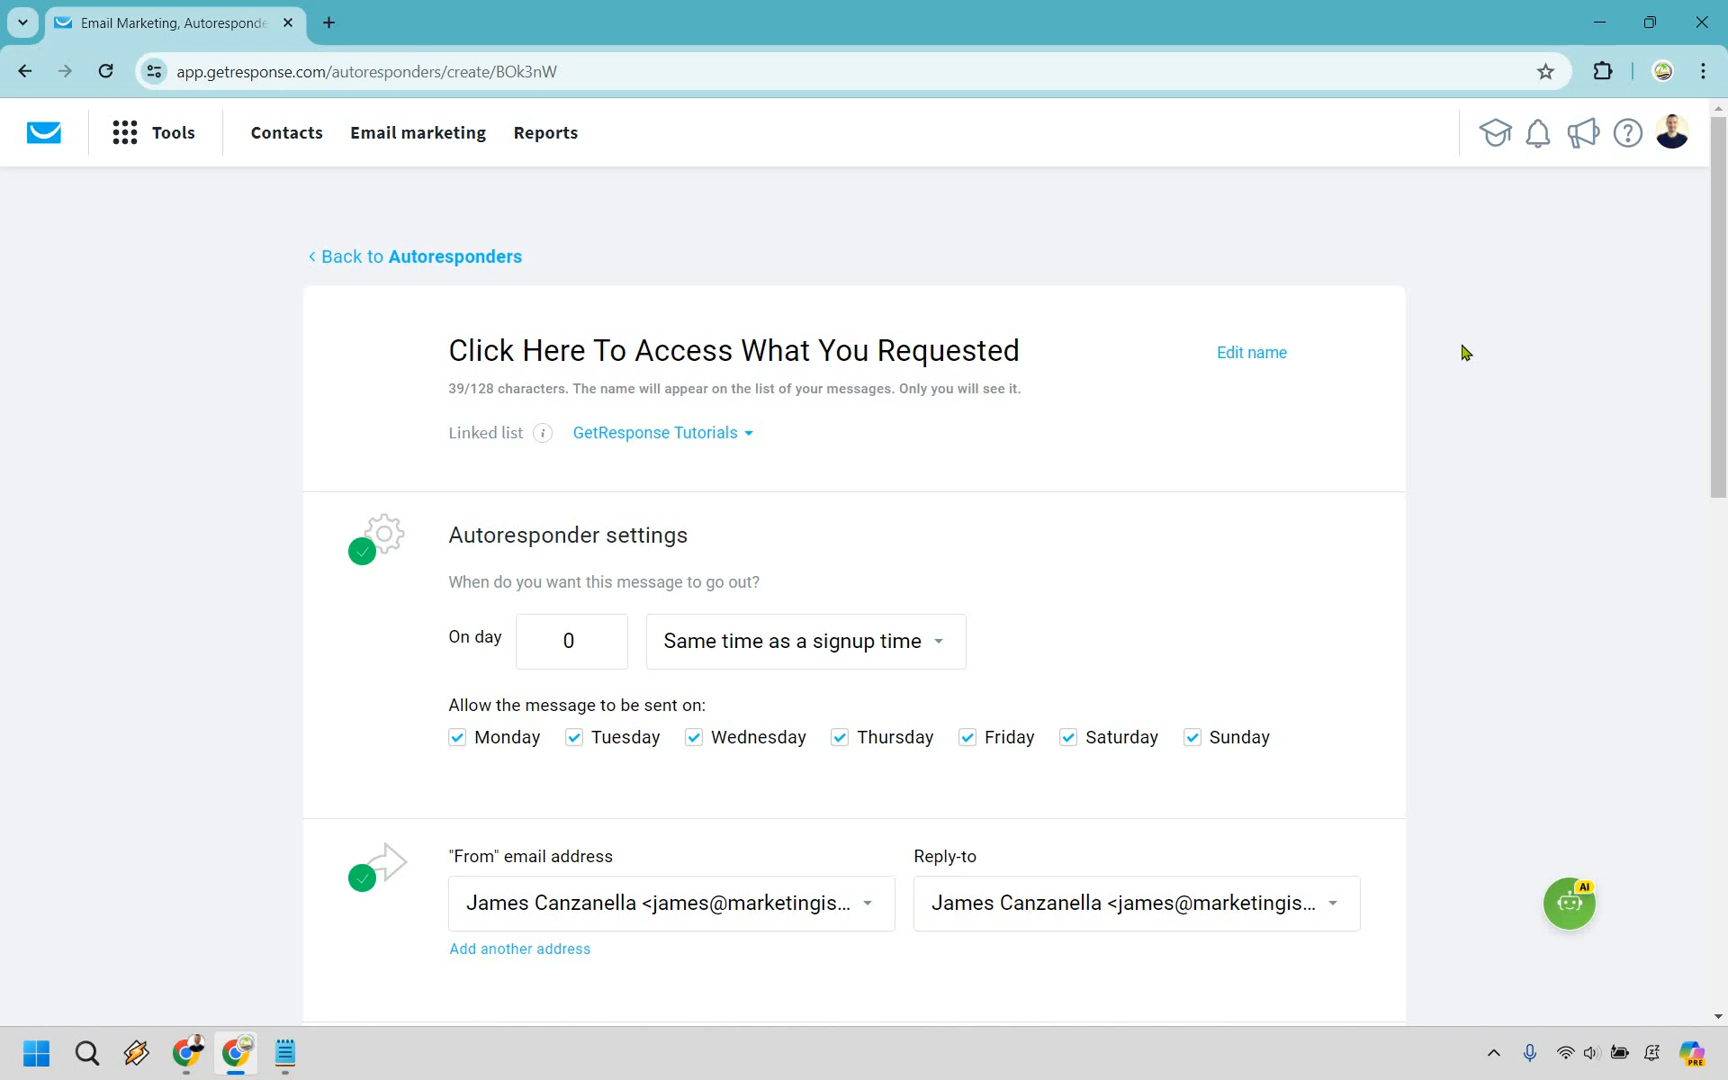 Email Marketing, Autoresponde
app.getresponse.com/autoresponders/create/BOk3nW
Tools
Contacts
Email marketing
Reports
Back to Autoresponders
Click Here To Access What You Requested
Edit name
39/128 characters. The name will appear on the list of your messages. Only you will see it.
Linked list
i
GetResponse Tutorials
Autoresponder settings
When do you want this message to go out?
On day
0
Same time as a signup time
Allow the message to be sent on:
Monday
Tuesday
Wednesday
Thursday
Friday
Saturday
Sunday
"From" email address
Reply-to
James Canzanella <james@marketingis...
James Canzanella <james@marketingis...
Add another address
AI
PRE